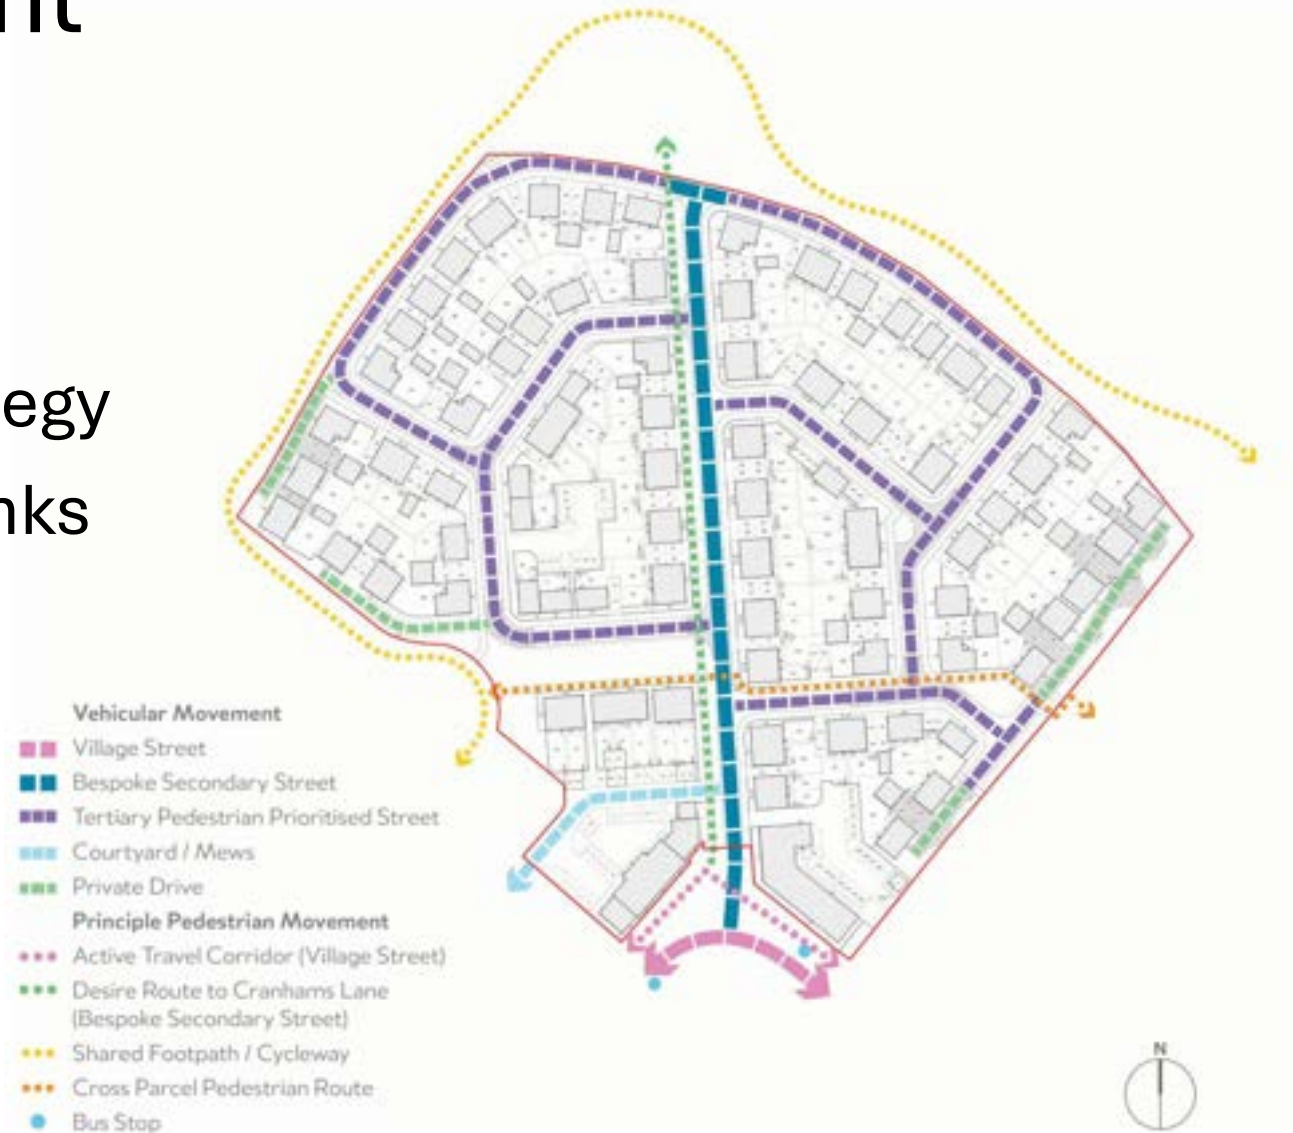 nt
egy
nks
Vehicular Movement
Village Street
Bespoke Secondary Street
Tertiary Pedestrian Prioritised Street
Courtyard / Mews
Private Drive
Principle Pedestrian Movement
Active Travel Corridor (Village Street)
Desire Route to Cranhams Lane
(Bespoke Secondary Street)
Shared Footpath / Cycleway
Cross Parcel Pedestrian Route
Bus Stop
N